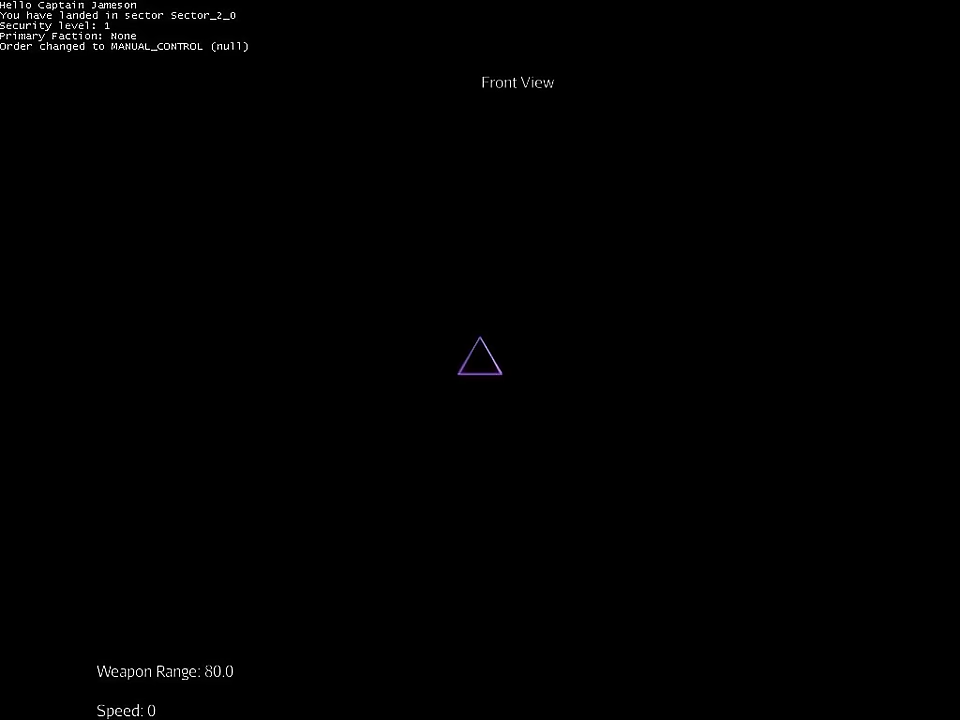 Hello Captain Jameson
You have landed in sector Sector_2_0
Security level: 1
Primary Faction: None
Order changed to MANUAL_CONTROL (null)
Front View
Weapon Range: 80.0
Speed: 0